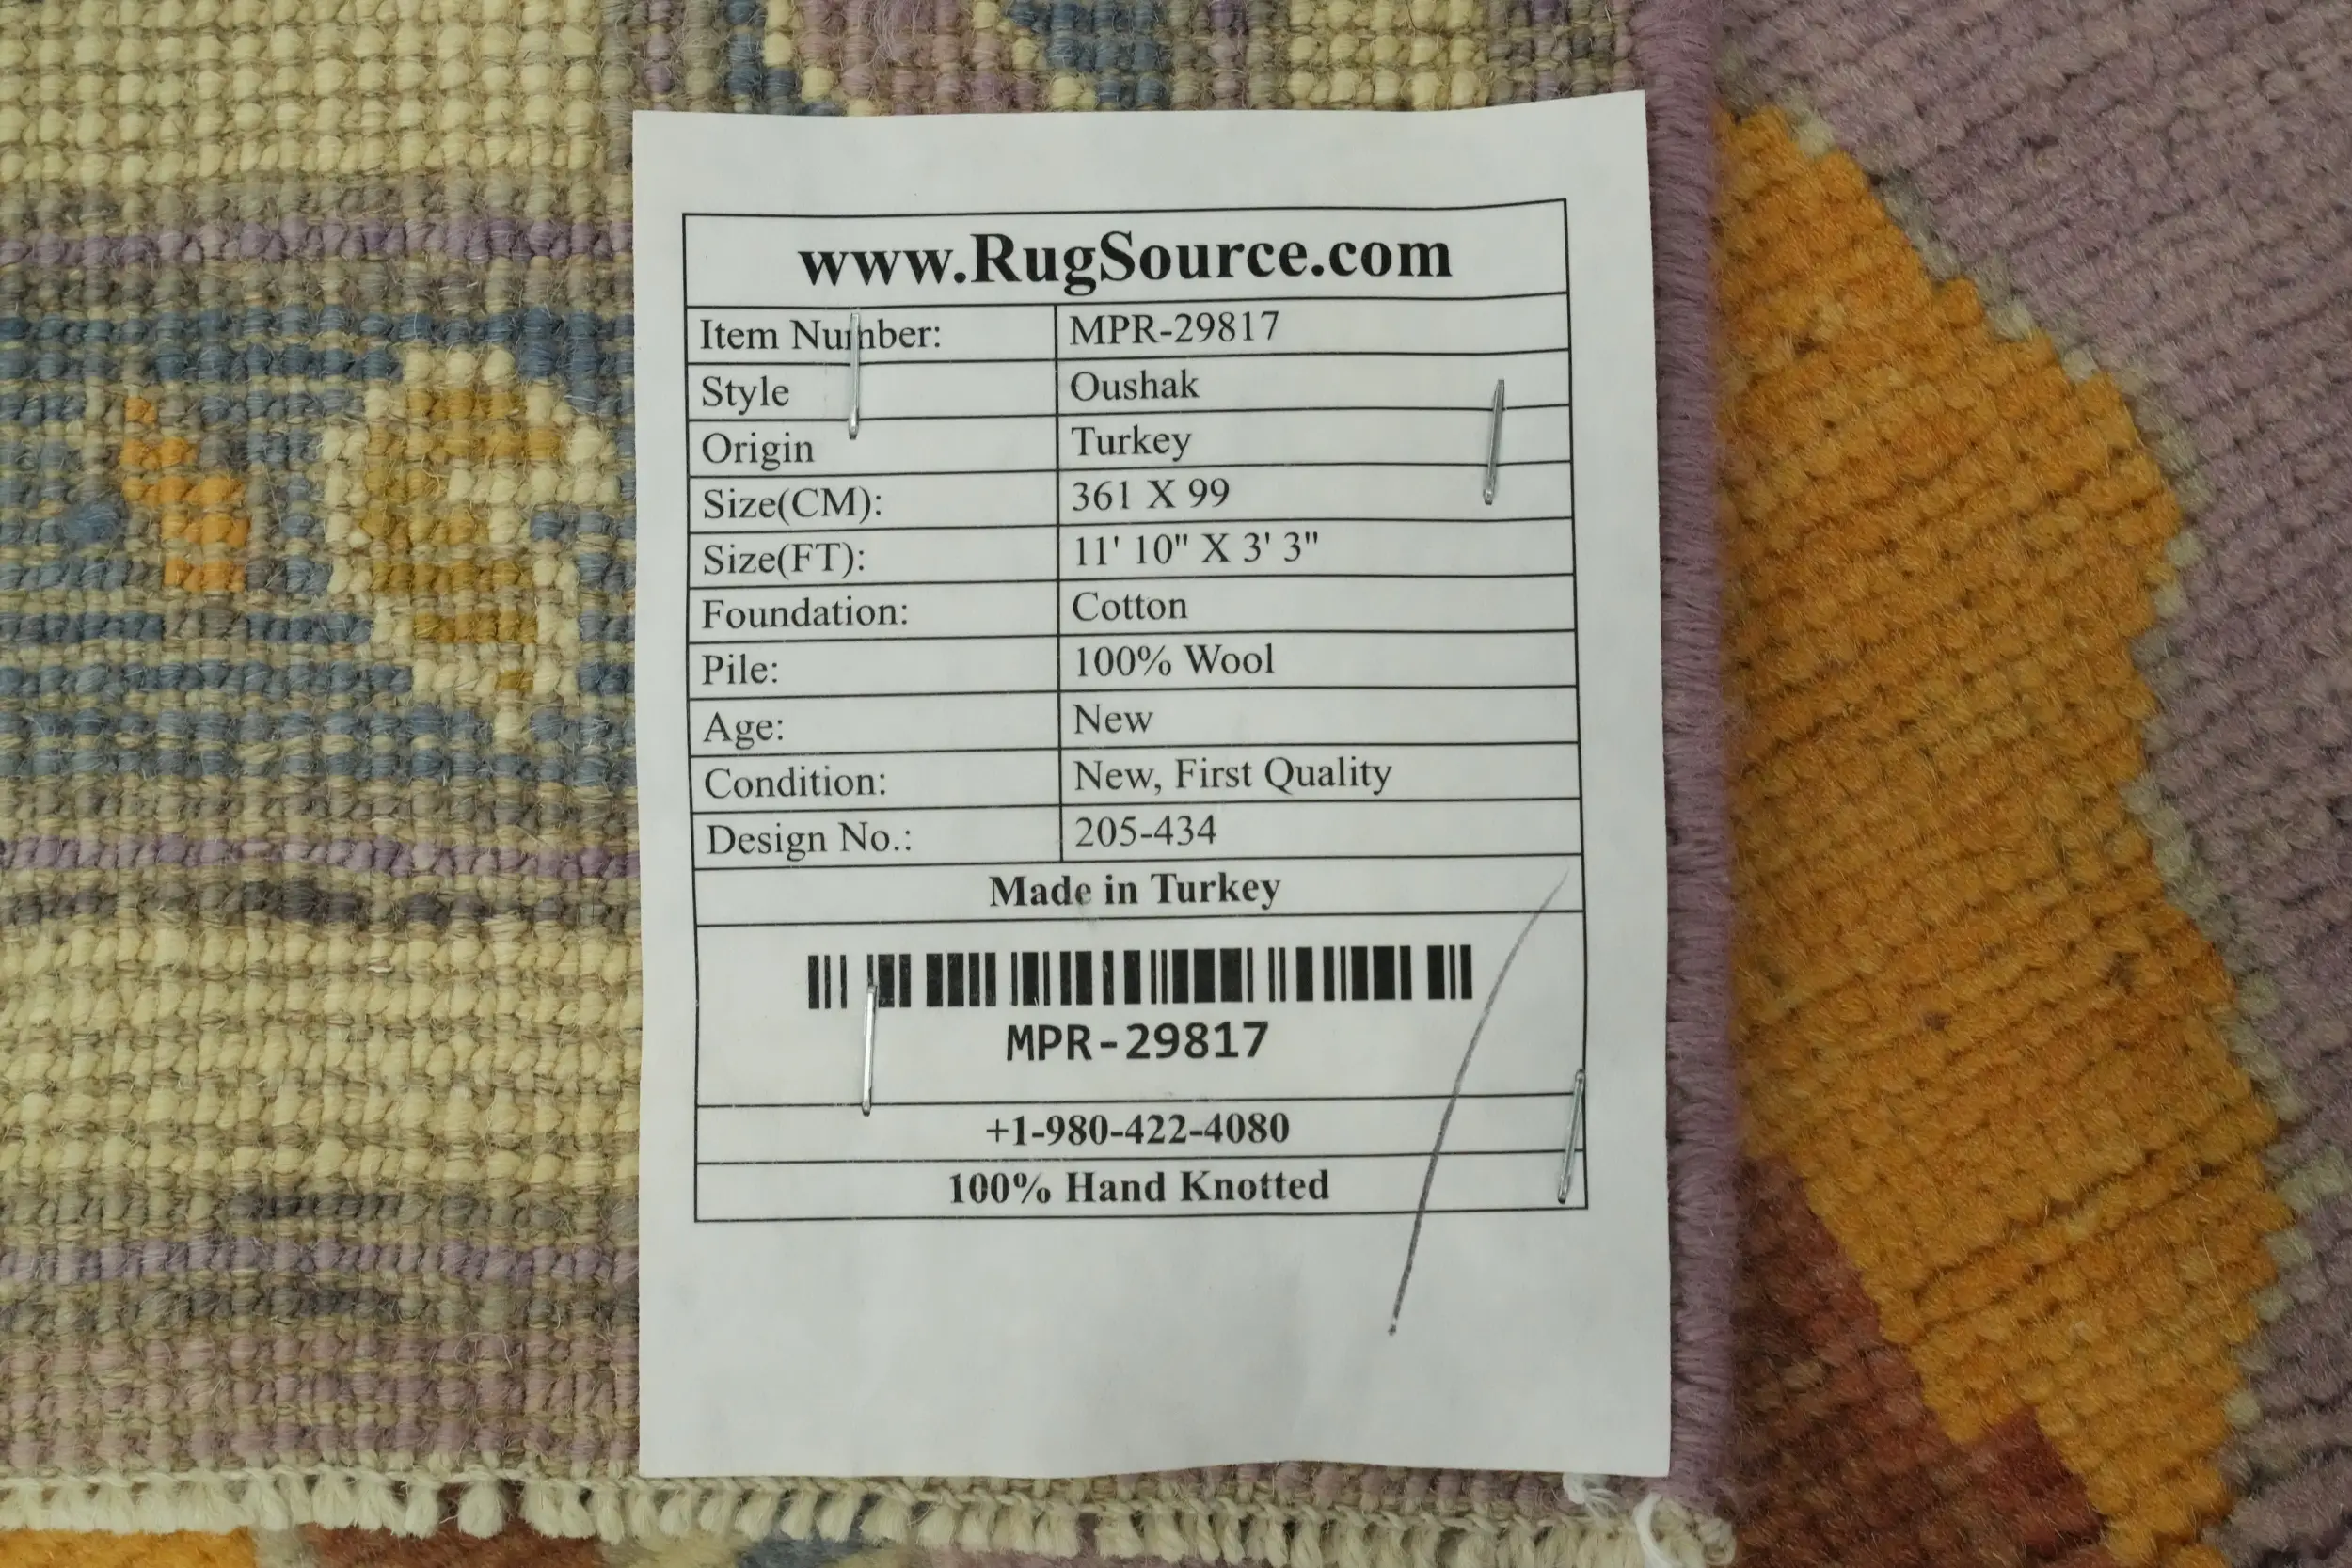 www.RugSource.com
Item Number: MPR-29817
Style Oushak
Origin Turkey
Size(CM): 361 X 99
Size(FT): 11' 10" X 3' 3"
Foundation: Cotton
Pile: 100% Wool
Age: New
Condition: New, First Quality
Design No.: 205-434
Made in Turkey
MPR-29817
+1-980-422-4080
100% Hand Knotted